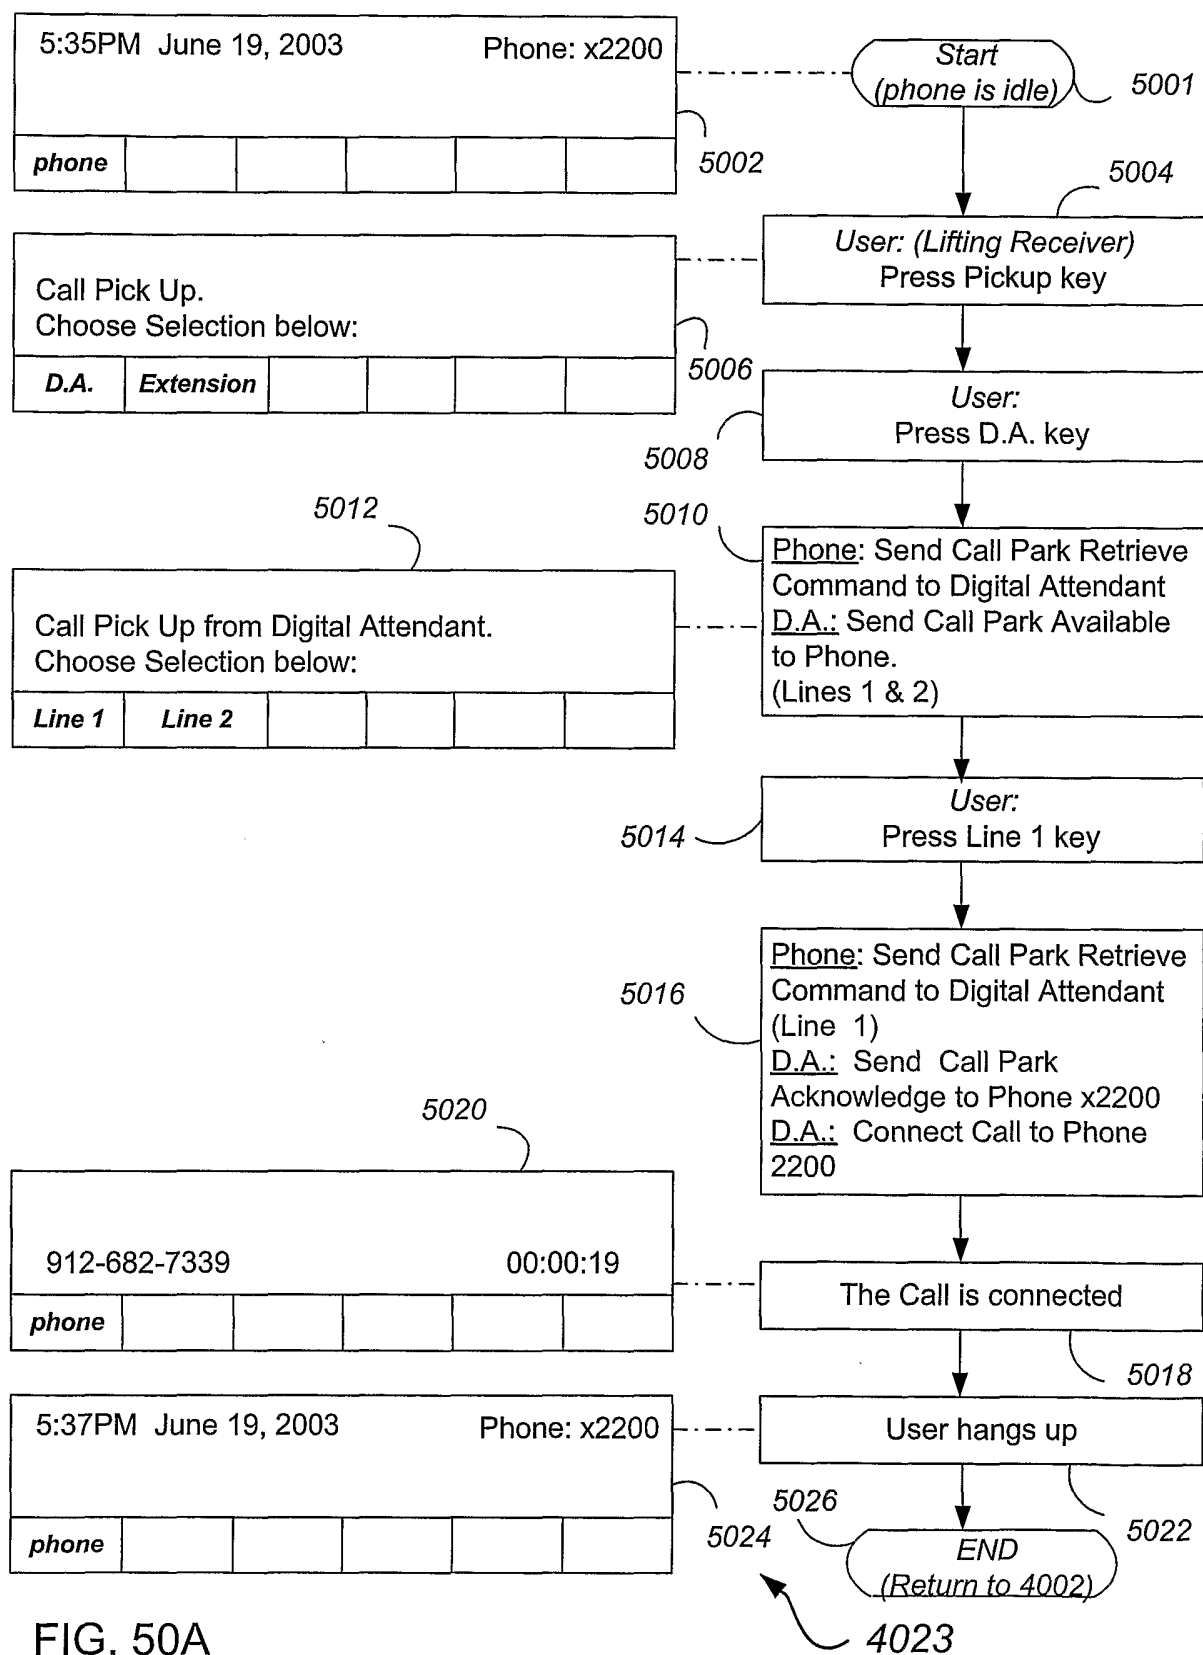 5:35PM June 19, 2003 Phone: x2200
phone
5002
Start
(phone is idle)
5001
5004
User: (Lifting Receiver)
Press Pickup key
Call Pick Up.
Choose Selection below:
D.A. Extension
5006
User:
Press D.A. key
5008
5010
Phone: Send Call Park Retrieve
Command to Digital Attendant
D.A.: Send Call Park Available
to Phone.
(Lines 1 & 2)
5012
Call Pick Up from Digital Attendant.
Choose Selection below:
Line 1 Line 2
User:
Press Line 1 key
5014
Phone: Send Call Park Retrieve
Command to Digital Attendant
(Line 1)
D.A.: Send Call Park
Acknowledge to Phone x2200
D.A.: Connect Call to Phone
2200
5016
5020
912-682-7339 00:00:19
phone
The Call is connected
5018
5:37PM June 19, 2003 Phone: x2200
phone
5024
User hangs up
5022
5026
END
(Return to 4002)
4023
FIG. 50A